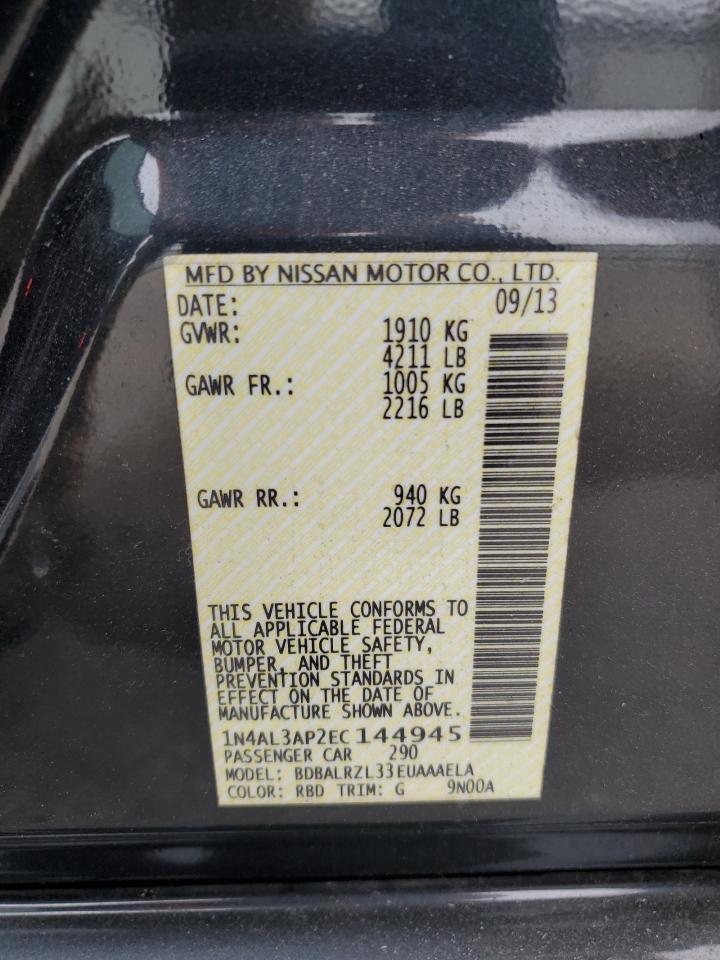 MFD BY NISSAN MOTOR CO., LTD.
DATE: 09/13
GVWR: 1910 KG
4211 LB
GAWR FR.: 1005 KG
2216 LB
GAWR RR.: 940 KG
2072 LB
THIS VEHICLE CONFORMS TO
ALL APPLICABLE FEDERAL
MOTOR VEHICLE SAFETY,
BUMPER, AND THEFT
PREVENTION STANDARDS IN
EFFECT ON THE DATE OF
MANUFACTURE SHOWN ABOVE.
1N4AL3AP2EC144945
PASSENGER CAR 290
MODEL: BDBALRZL33EUAAAELA
COLOR: RBD TRIM: G 9N00A